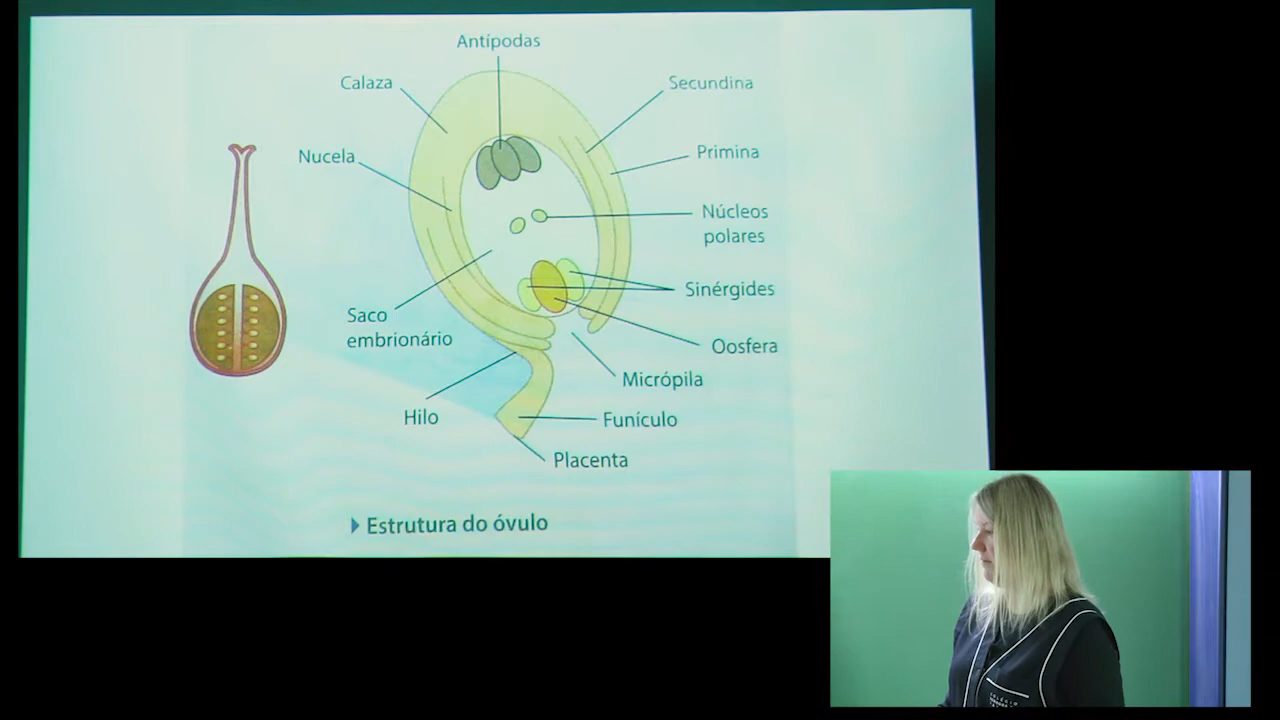 Antípodas
Calaza
Secundina
Nucela
Primina
Núcleos
polares
Sinérgides
Saco
embrionário
Oosfera
Micrópila
Hilo
Funículo
Placenta
Estrutura do óvulo